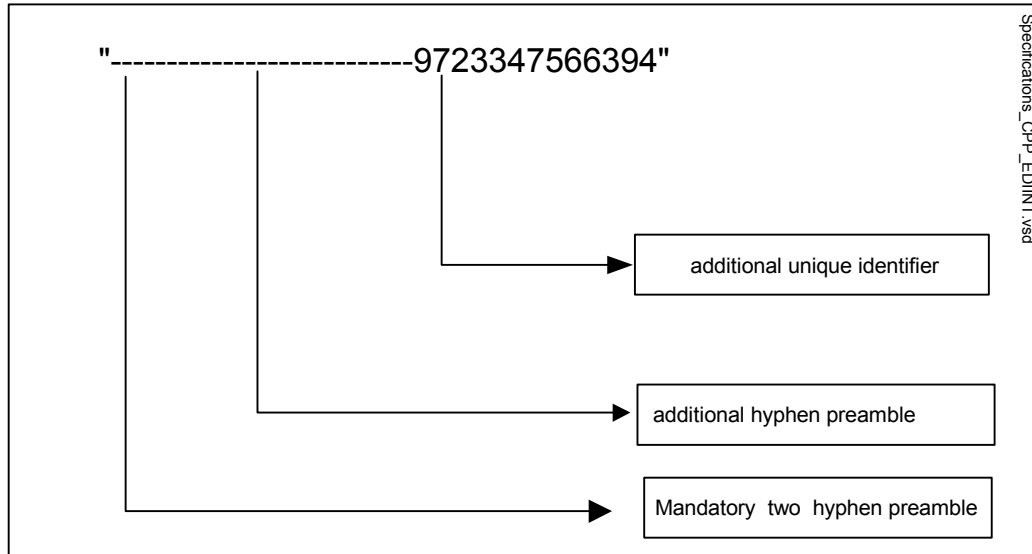 "---------------------------9723347566394"
additional unique identifier
additional hyphen preamble
Mandatory two hyphen preamble
Specifications_CPP_EDIINT.vsd